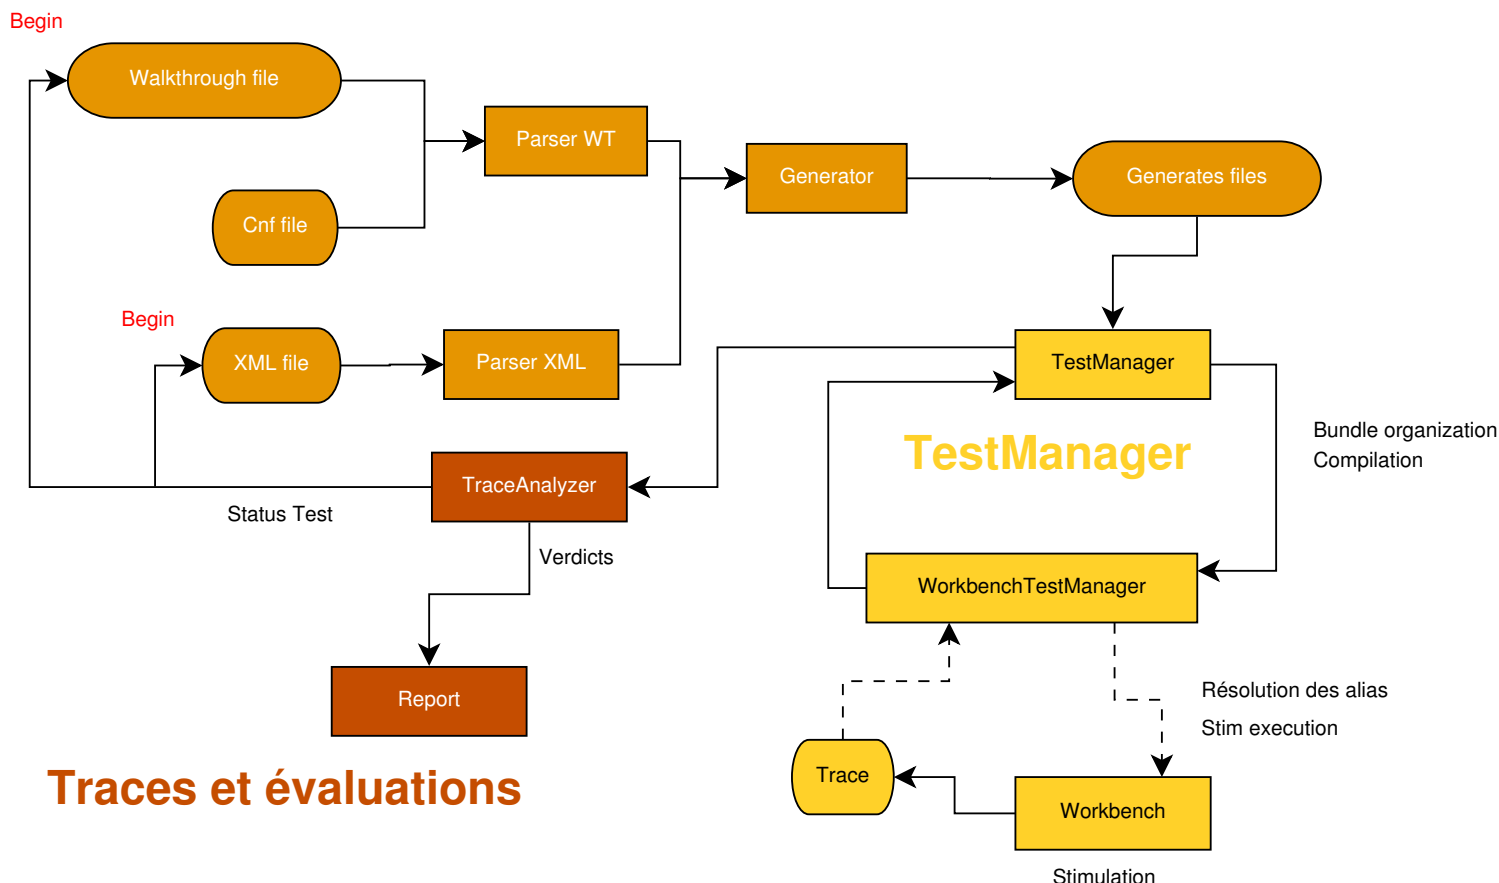 Begin
Walkthrough file
Parser WT
Generator
Generates files
Cnf file
Begin
XML file
Parser XML
TestManager
TestManager
Bundle organization
Compilation
TraceAnalyzer
Status Test
Verdicts
WorkbenchTestManager
Report
Résolution des alias
Stim execution
Traces et évaluations
Trace
Workbench
Stimulation